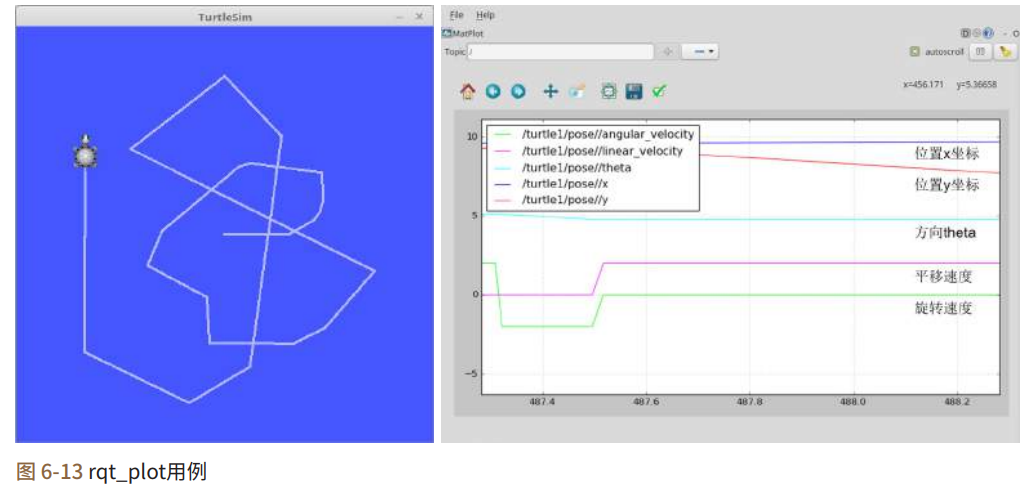 TurtleSim
File Help
MatPlot
Topic /
autoscroll
x=456.171 y=5.36658
10
5
0
−5
/turtle1/pose//angular_velocity
/turtle1/pose//linear_velocity
/turtle1/pose//theta
/turtle1/pose//x
/turtle1/pose//y
位置x坐标
位置y坐标
方向theta
平移速度
旋转速度
487.4 487.6 487.8 488.0 488.2
图 6-13 rqt_plot用例